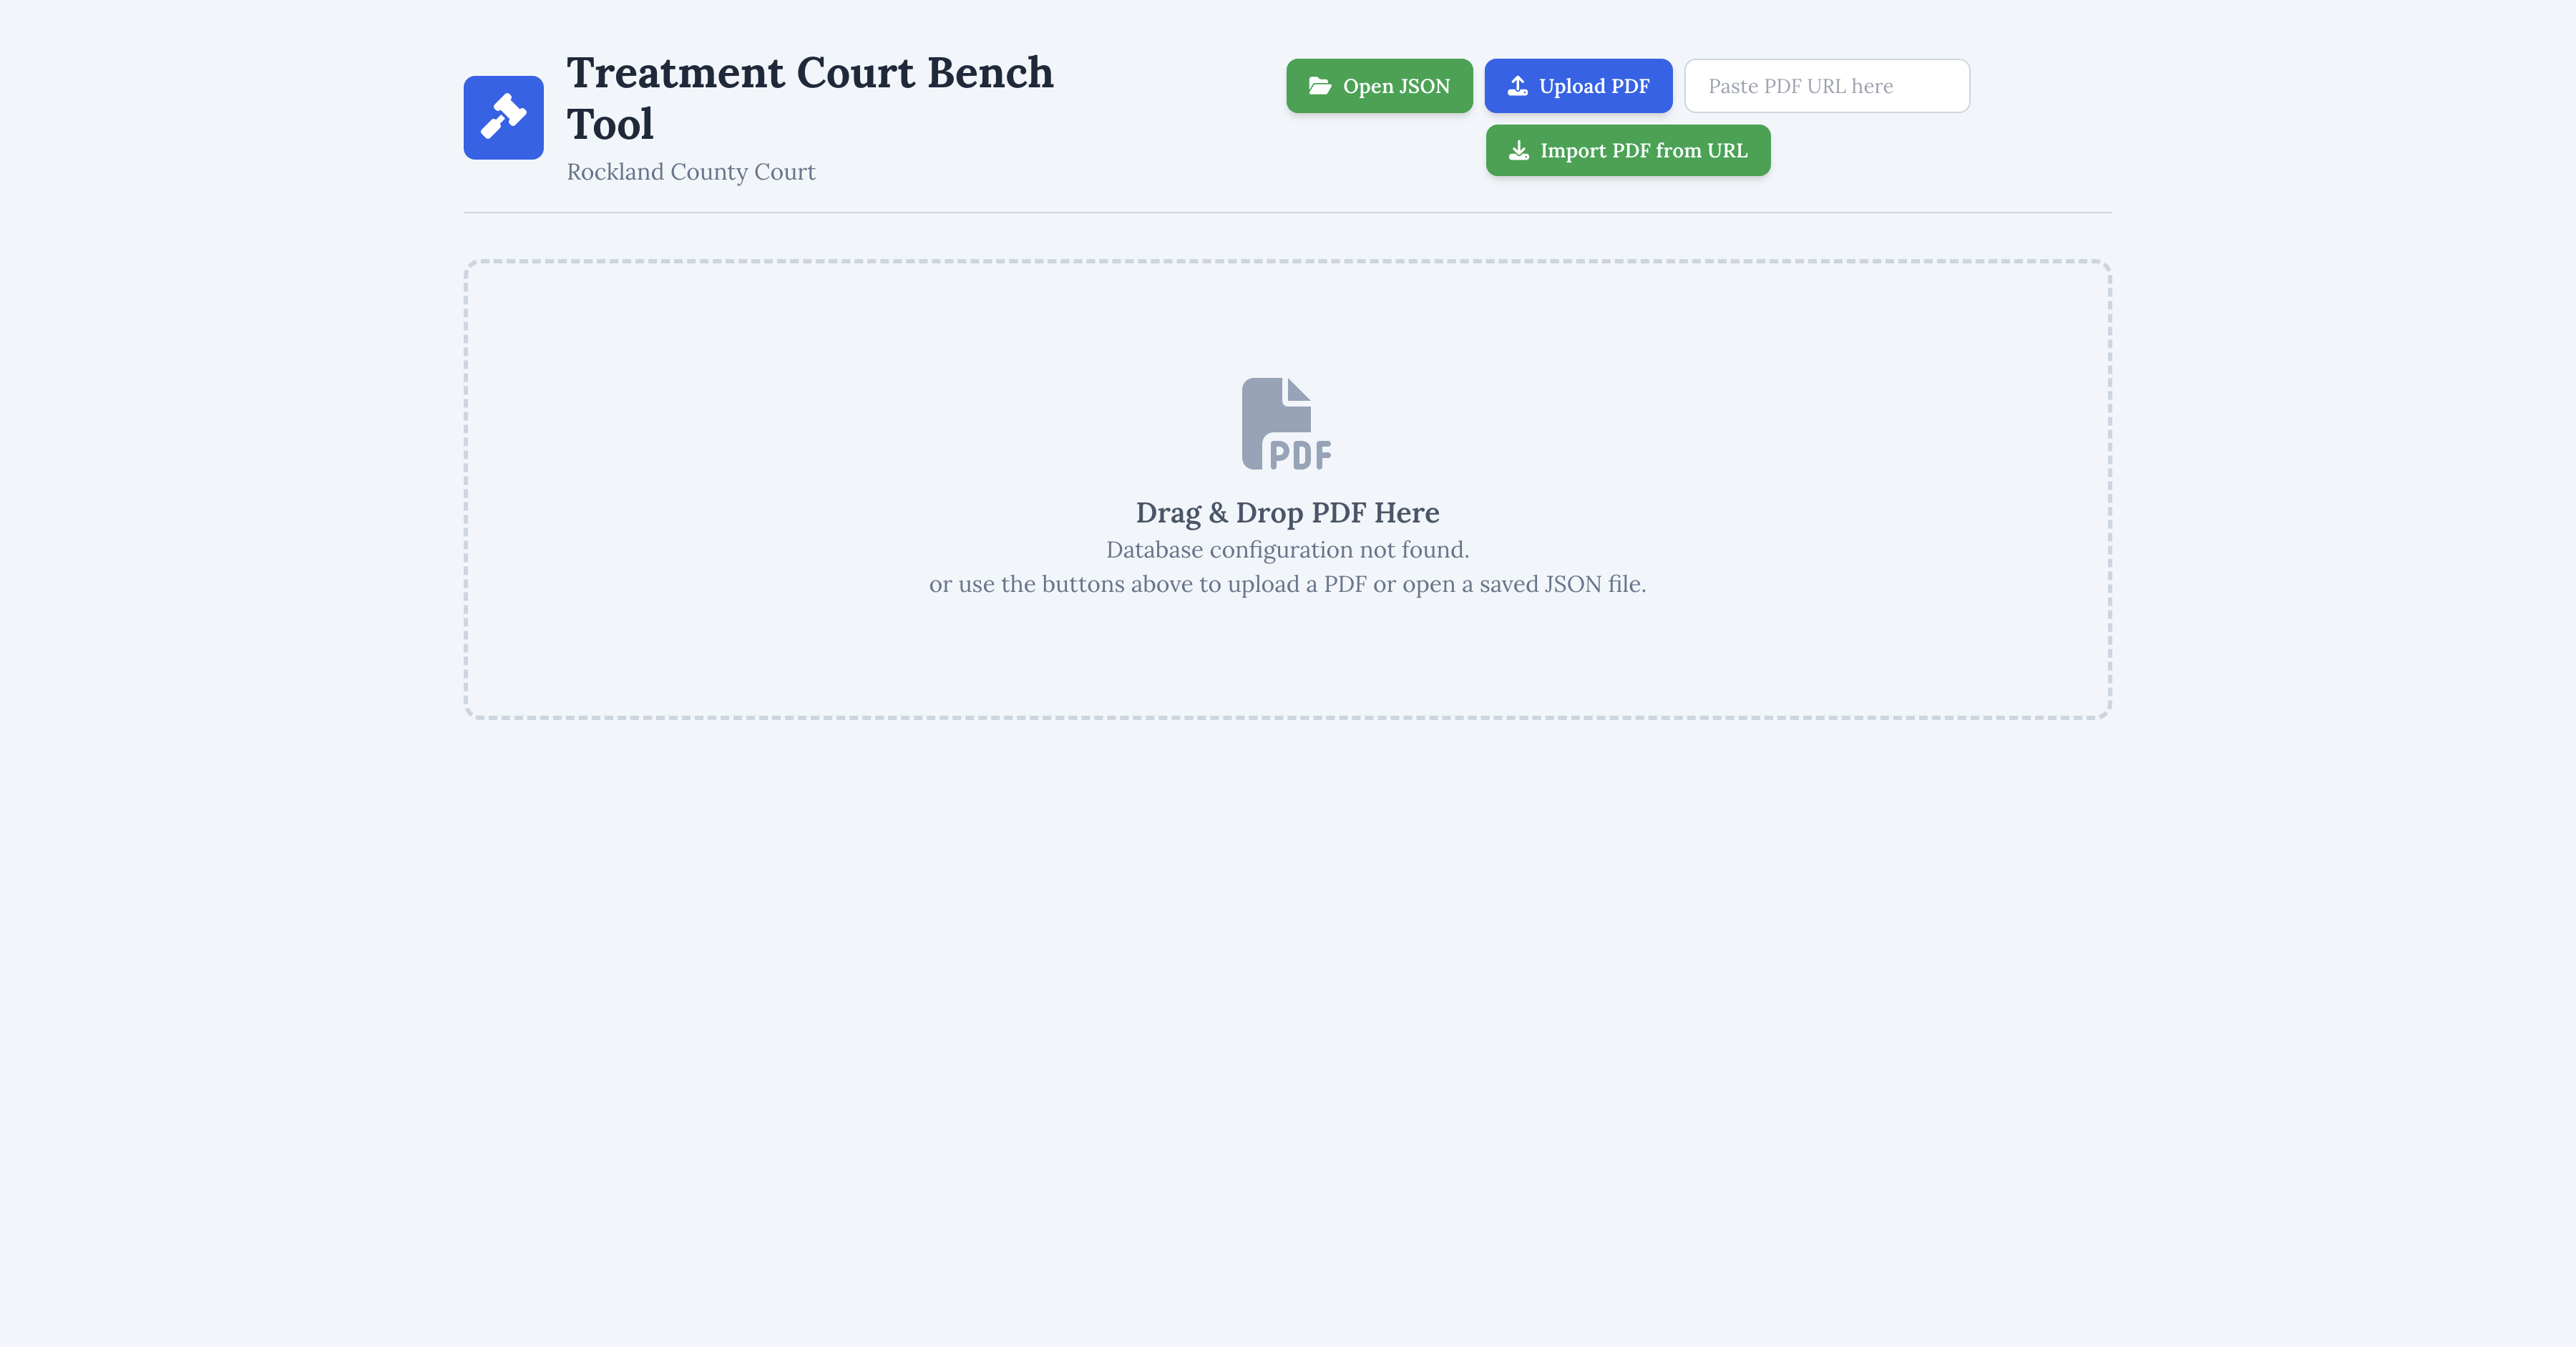 Treatment Court Bench
Tool
Rockland County Court
Open JSON
Upload PDF
Paste PDF URL here
Import PDF from URL
PDF
Drag & Drop PDF Here
Database configuration not found.
or use the buttons above to upload a PDF or open a saved JSON file.